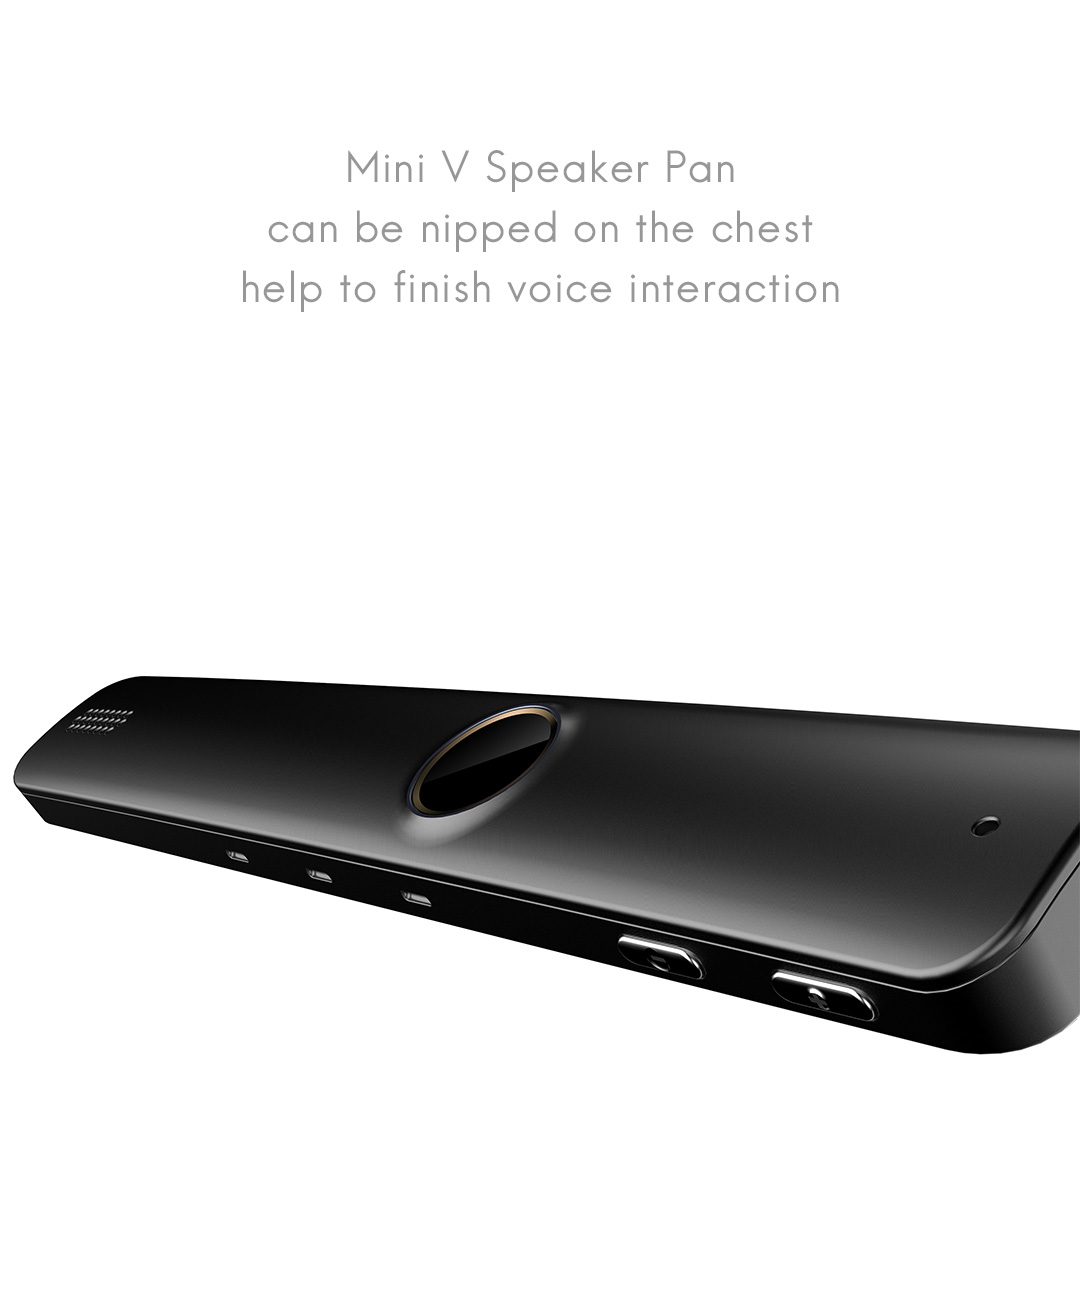 Mini V Speaker Pan
can be nipped on the chest
help to finish voice interaction